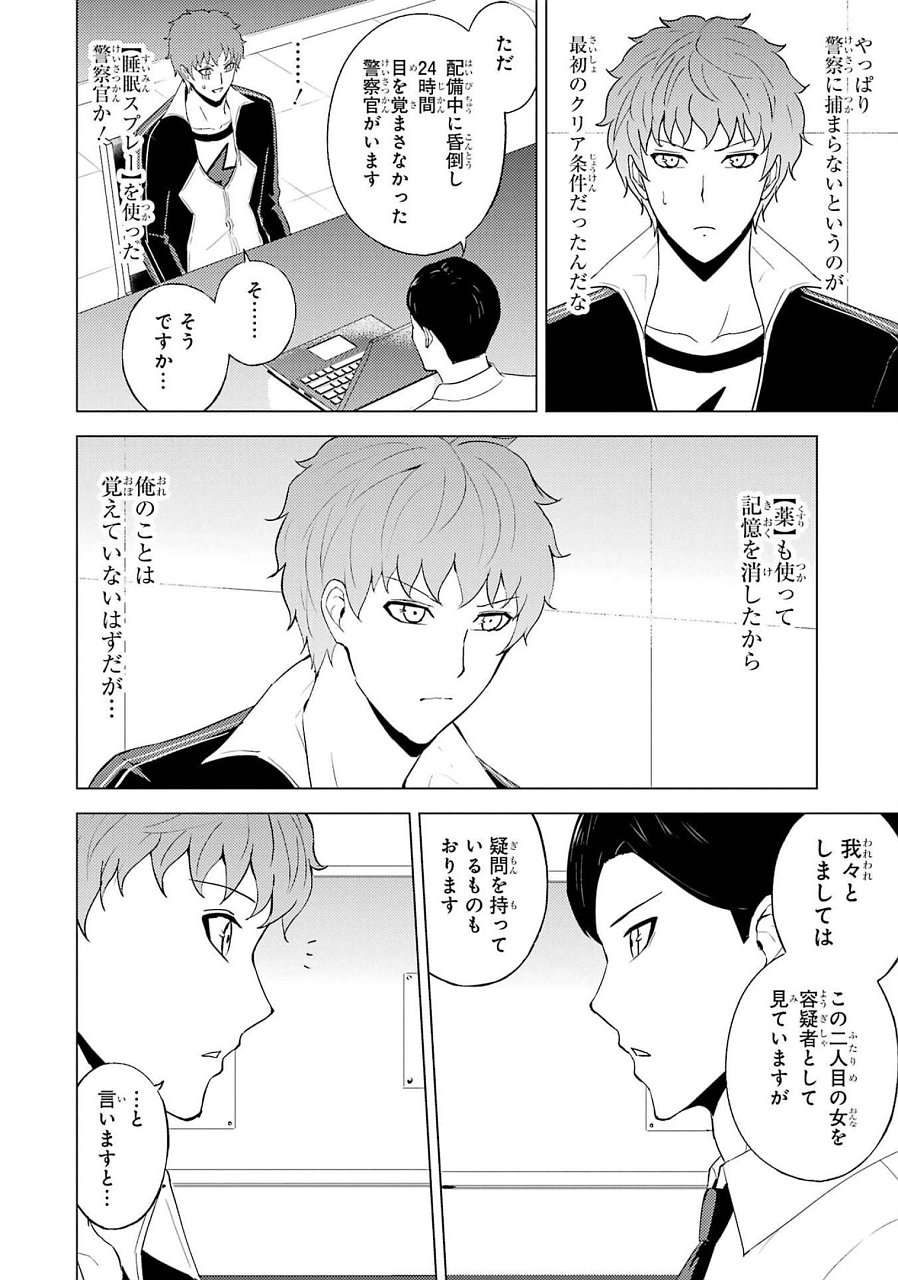 やっぱり
警察に捕まらないというのが
最初のクリア条件だったんだな
ただ
配備中に昏倒し
24時間
目を覚まさなかった
警察官がいます
……
【睡眠スプレー】を使った
警察官か！
そ……
そう
ですか…
【薬】も使って
記憶を消したから
俺のことは
覚えていないはずだが…
我々と
しましては
この二人目の女を
容疑者として
見ていますが
疑問を持って
いるものも
おります
…と
言いますと…